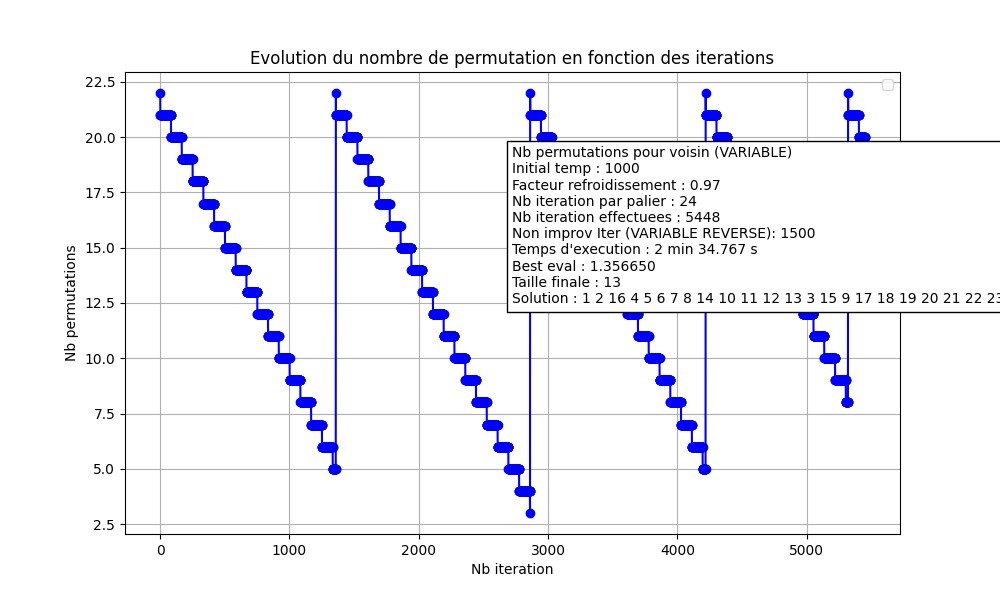 Evolution du nombre de permutation en fonction des iterations
22.5
20.0
17.5
15.0
12.5
10.0
7.5
5.0
2.5
Nb permutations
Nb permutations pour voisin (VARIABLE)
Initial temp : 1000
Facteur refroidissement : 0.97
Nb iteration par palier : 24
Nb iteration effectuees : 5448
Non improv Iter (VARIABLE REVERSE): 1500
Temps d'execution : 2 min 34.767 s
Best eval : 1.356650
Taille finale : 13
Solution : 1 2 16 4 5 6 7 8 14 10 11 12 13 3 15 9 17 18 19 20 21 22 23
0 1000 2000 3000 4000 5000
Nb iteration